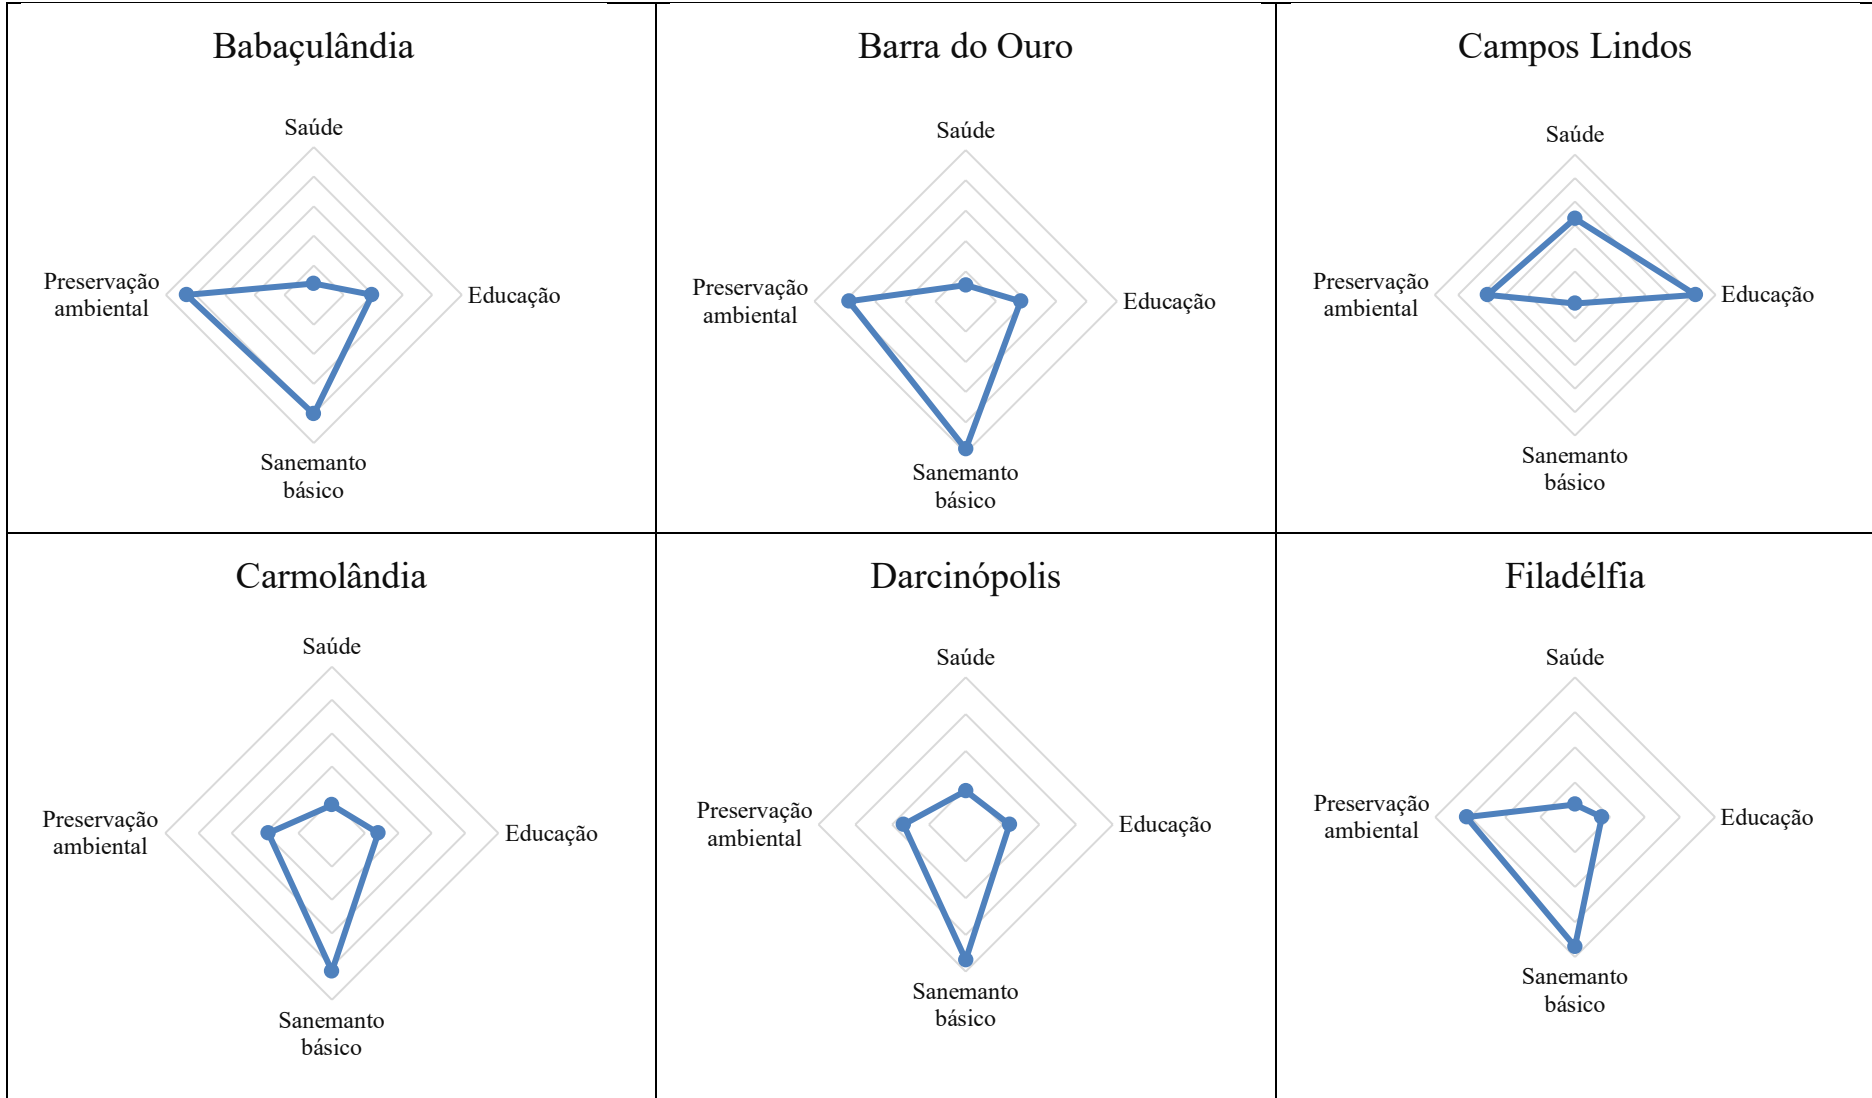 Babaçulândia
Saúde
Preservação
ambiental
Educação
Sanemanto
básico
Barra do Ouro
Saúde
Preservação
ambiental
Educação
Sanemanto
básico
Campos Lindos
Saúde
Preservação
ambiental
Educação
Sanemanto
básico
Carmolândia
Saúde
Preservação
ambiental
Educação
Sanemanto
básico
Darcinópolis
Saúde
Preservação
ambiental
Educação
Sanemanto
básico
Filadélfia
Saúde
Preservação
ambiental
Educação
Sanemanto
básico